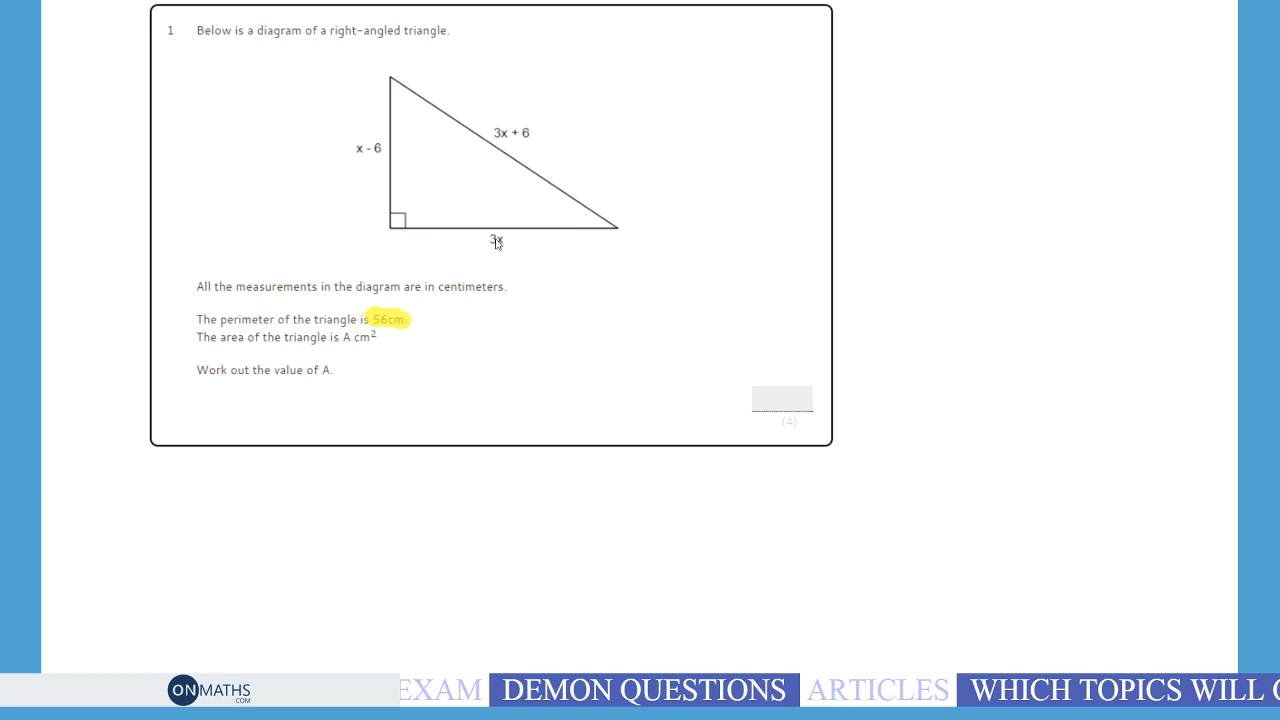 1 Below is a diagram of a right-angled triangle.
3x + 6
x - 6
3x
All the measurements in the diagram are in centimeters.
The perimeter of the triangle is 56cm.
The area of the triangle is A cm²
Work out the value of A.
(4)
ONMATHS.COM EXAM DEMON QUESTIONS ARTICLES WHICH TOPICS WILL